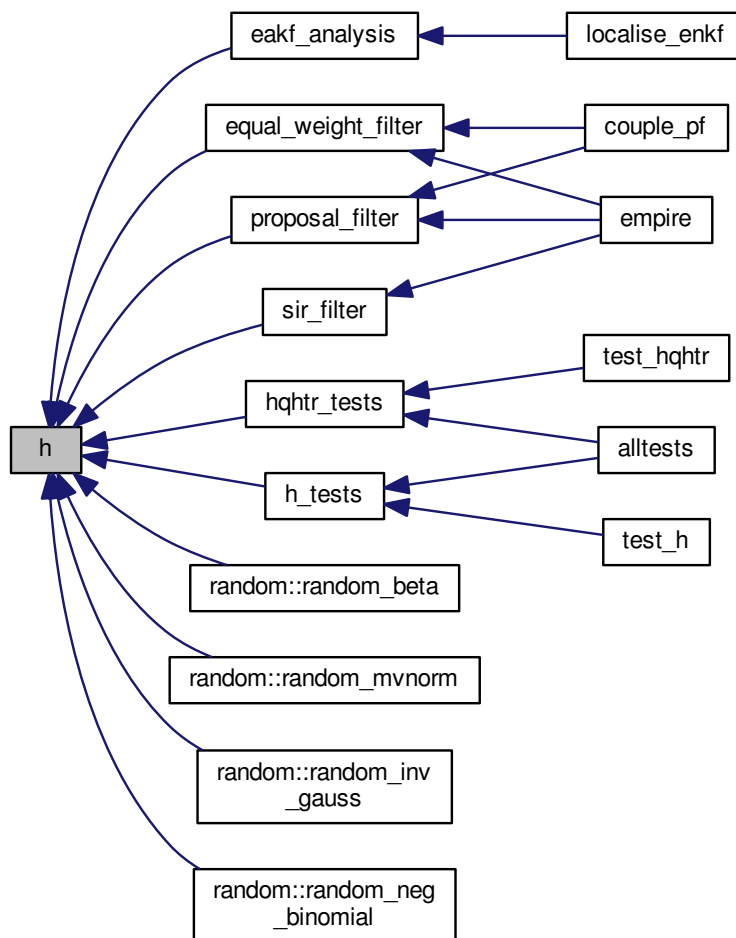 eakf_analysis
localise_enkf
equal_weight_filter
couple_pf
proposal_filter
empire
sir_filter
test_hqhtr
hqhtr_tests
h
alltests
h_tests
test_h
random::random_beta
random::random_mvnorm
random::random_inv
_gauss
random::random_neg
_binomial